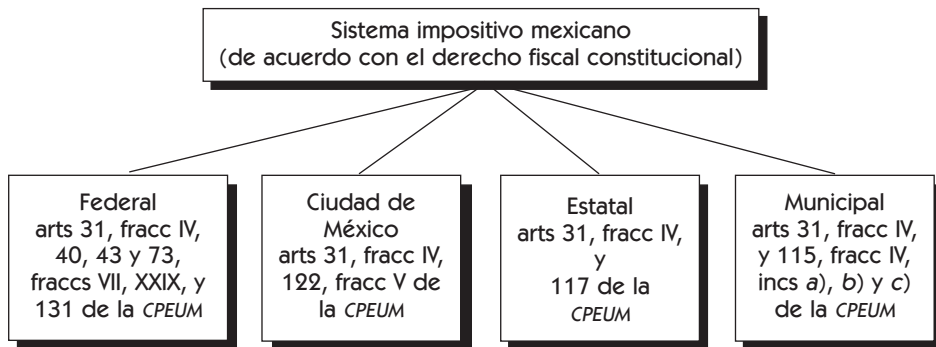 Sistema impositivo mexicano
(de acuerdo con el derecho fiscal constitucional)
Federal
arts 31, fracc IV,
40, 43 y 73,
fraccs VII, XXIX, y
131 de la CPEUM
Ciudad de
México
arts 31, fracc IV,
122, fracc V de
la CPEUM
Estatal
arts 31, fracc IV,
y
117 de la
CPEUM
Municipal
arts 31, fracc IV,
y 115, fracc IV,
incs a), b) y c)
de la CPEUM